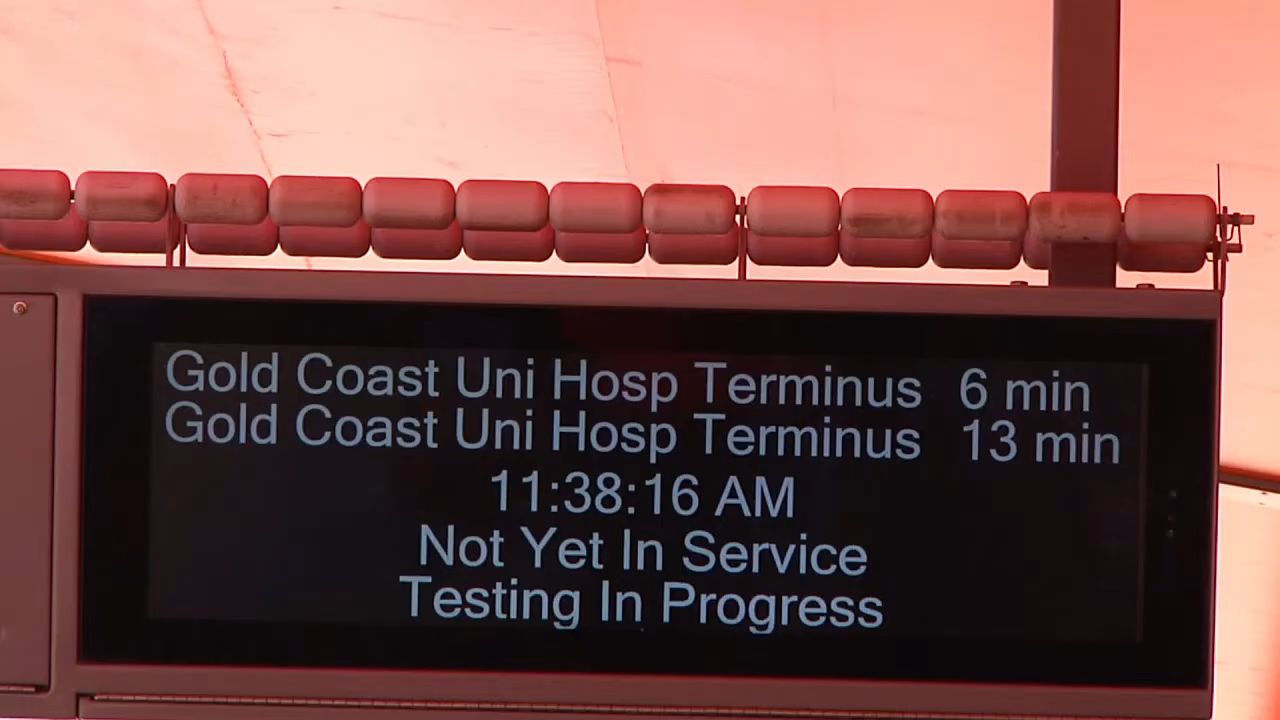 Gold Coast Uni Hosp Terminus 6 min
Gold Coast Uni Hosp Terminus 13 min
11:38:16 AM
Not Yet In Service
Testing In Progress